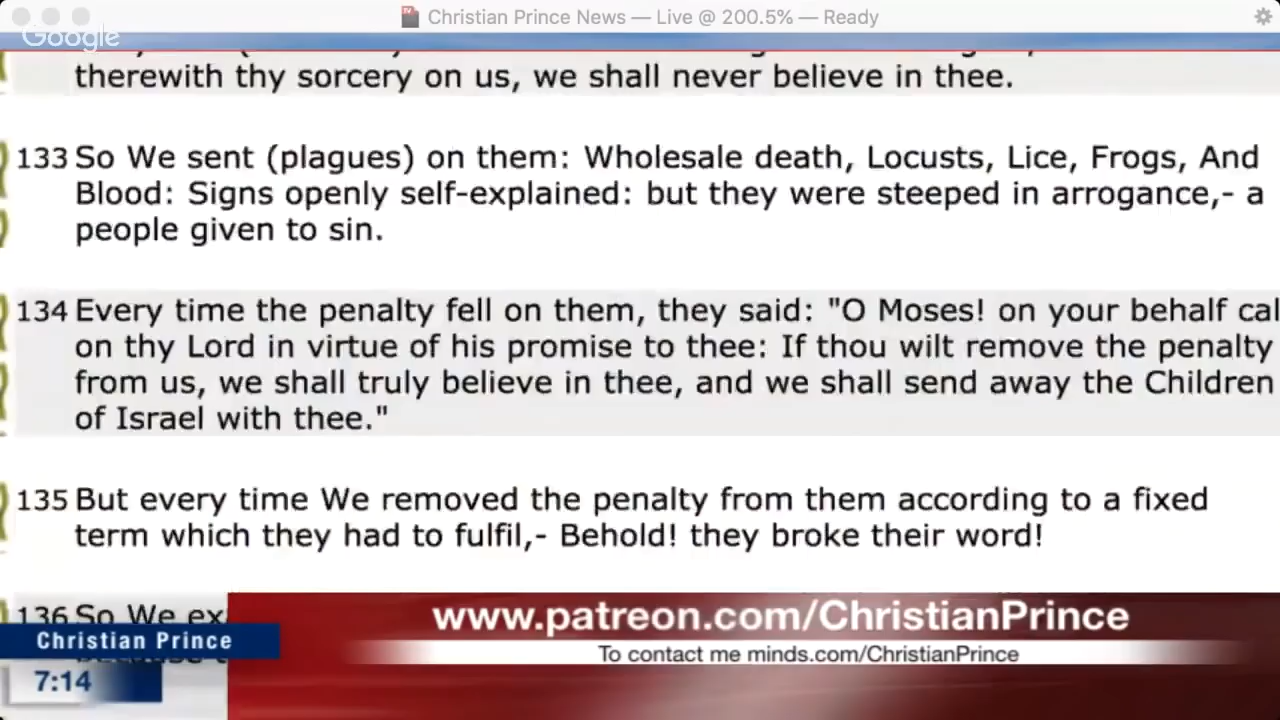 Christian Prince News — Live @ 200.5% — Ready
Google
therewith thy sorcery on us, we shall never believe in thee.
133 So We sent (plagues) on them: Wholesale death, Locusts, Lice, Frogs, And
Blood: Signs openly self-explained: but they were steeped in arrogance,- a
people given to sin.
134 Every time the penalty fell on them, they said: "O Moses! on your behalf cal
on thy Lord in virtue of his promise to thee: If thou wilt remove the penalty
from us, we shall truly believe in thee, and we shall send away the Children
of Israel with thee."
135 But every time We removed the penalty from them according to a fixed
term which they had to fulfil,- Behold! they broke their word!
136 So We ex
www.patreon.com/ChristianPrince
Christian Prince
To contact me minds.com/ChristianPrince
7:14